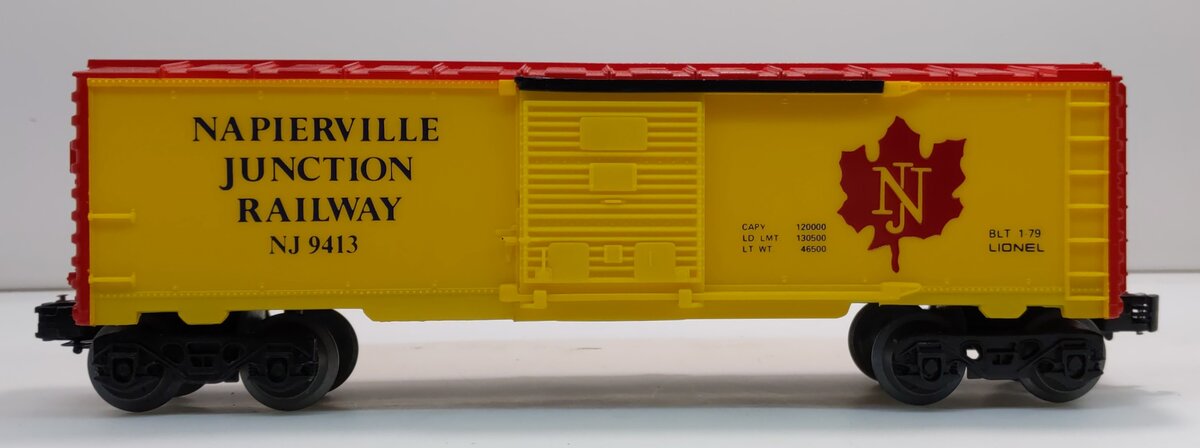 NAPIERVILLE
JUNCTION
RAILWAY
NJ 9413
CAPY 120000
LD LMT 130500
LT WT 46500
NJ
BLT 1-79
LIONEL